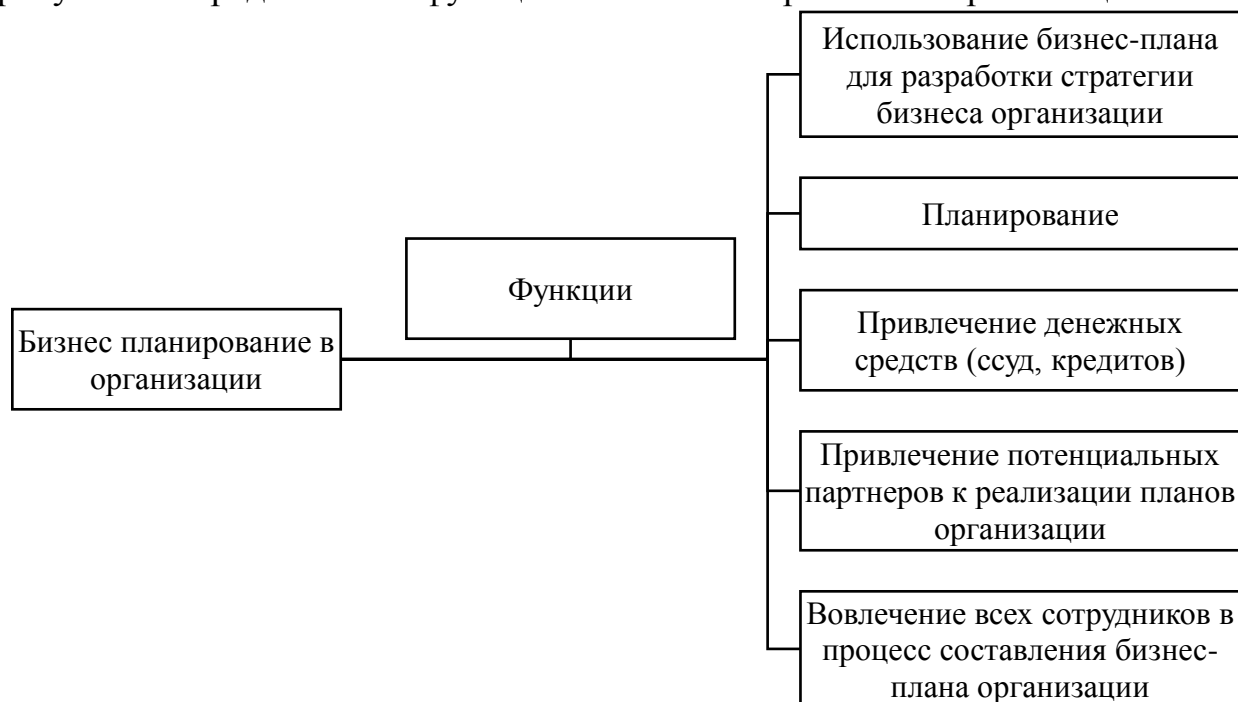 Использование бизнес-плана
для разработки стратегии
бизнеса организации
Планирование
Функции
Привлечение денежных
средств (ссуд, кредитов)
Бизнес планирование в
организации
Привлечение потенциальных
партнеров к реализации планов
организации
Вовлечение всех сотрудников в
процесс составления бизнес-
плана организации